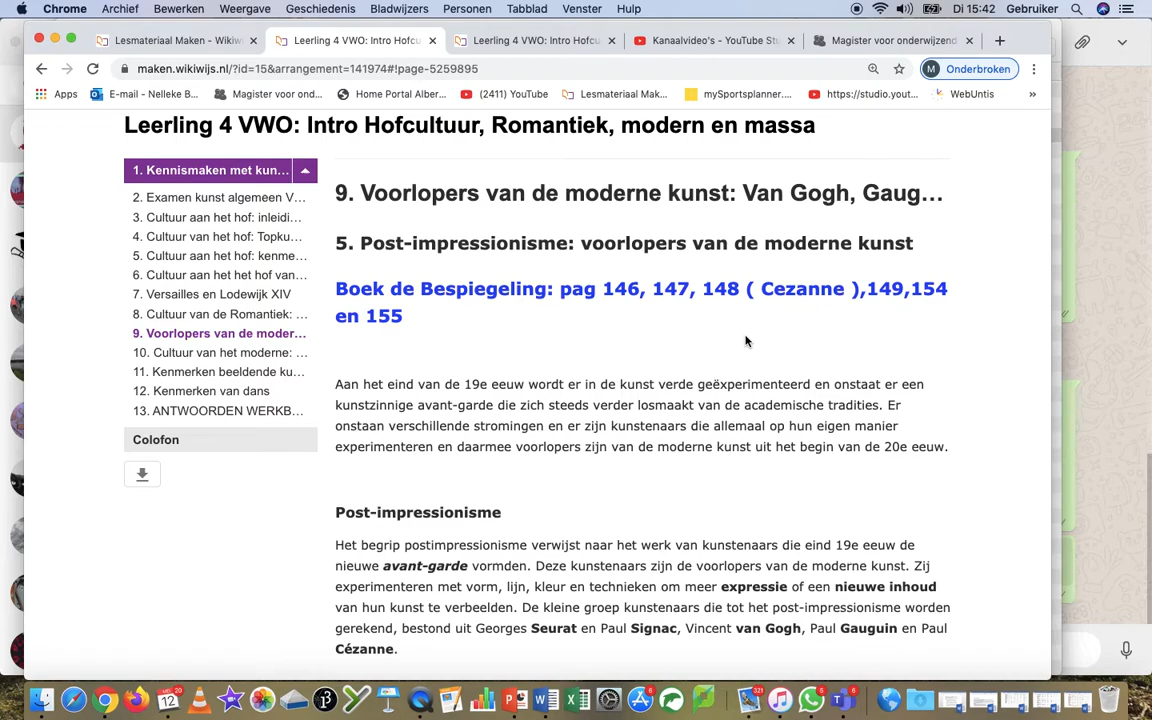 Chrome Archief Bewerken Weergave Geschiedenis Bladwijzers Personen Tabblad Venster Help Di 15:42 Gebruiker
Lesmateriaal Maken - Wikiw Leerling 4 VWO: Intro Hofcu Leerling 4 VWO: Intro Hofcu Kanaalvideo's - YouTube Stu Magister voor onderwijzend
maken.wikiwijs.nl/?id=15&arrangement=141974#!page-5259895 M Onderbroken
Apps E-mail - Nelleke B... Magister voor ond... Home Portal Alber... (2411) YouTube Lesmateriaal Mak... mySportsplanner.... https://studio.yout... WebUntis »
Leerling 4 VWO: Intro Hofcultuur, Romantiek, modern en massa
1. Kennismaken met kun...
2. Examen kunst algemeen V...
3. Cultuur aan het hof: inleidi...
4. Cultuur van het hof: Topku...
5. Cultuur aan het hof: kenme...
6. Cultuur aan het het hof van...
7. Versailles en Lodewijk XIV
8. Cultuur van de Romantiek: ...
9. Voorlopers van de moder...
10. Cultuur van het moderne: ...
11. Kenmerken beeldende ku...
12. Kenmerken van dans
13. ANTWOORDEN WERKB...
Colofon
9. Voorlopers van de moderne kunst: Van Gogh, Gaug...
5. Post-impressionisme: voorlopers van de moderne kunst
Boek de Bespiegeling: pag 146, 147, 148 ( Cezanne ),149,154
en 155
Aan het eind van de 19e eeuw wordt er in de kunst verde geëxperimenteerd en onstaat er een
kunstzinnige avant-garde die zich steeds verder losmaakt van de academische tradities. Er
onstaan verschillende stromingen en er zijn kunstenaars die allemaal op hun eigen manier
experimenteren en daarmee voorlopers zijn van de moderne kunst uit het begin van de 20e eeuw.
Post-impressionisme
Het begrip postimpressionisme verwijst naar het werk van kunstenaars die eind 19e eeuw de
nieuwe avant-garde vormden. Deze kunstenaars zijn de voorlopers van de moderne kunst. Zij
experimenteren met vorm, lijn, kleur en technieken om meer expressie of een nieuwe inhoud
van hun kunst te verbeelden. De kleine groep kunstenaars die tot het post-impressionisme worden
gerekend, bestond uit Georges Seurat en Paul Signac, Vincent van Gogh, Paul Gauguin en Paul
Cézanne.